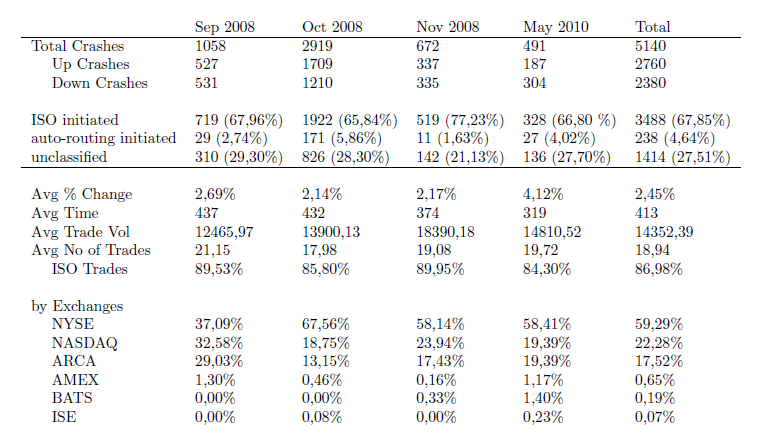 Sep 2008 Oct 2008 Nov 2008 May 2010 Total
Total Crashes 1058 2919 672 491 5140
Up Crashes 527 1709 337 187 2760
Down Crashes 531 1210 335 304 2380
ISO initiated 719 (67,96%) 1922 (65,84%) 519 (77,23%) 328 (66,80 %) 3488 (67,85%)
auto-routing initiated 29 (2,74%) 171 (5,86%) 11 (1,63%) 27 (4,02%) 238 (4,64%)
unclassified 310 (29,30%) 826 (28,30%) 142 (21,13%) 136 (27,70%) 1414 (27,51%)
Avg % Change 2,69% 2,14% 2,17% 4,12% 2,45%
Avg Time 437 432 374 319 413
Avg Trade Vol 12465,97 13900,13 18390,18 14810,52 14352,39
Avg No of Trades 21,15 17,98 19,08 19,72 18,94
ISO Trades 89,53% 85,80% 89,95% 84,30% 86,98%
by Exchanges
NYSE 37,09% 67,56% 58,14% 58,41% 59,29%
NASDAQ 32,58% 18,75% 23,94% 19,39% 22,28%
ARCA 29,03% 13,15% 17,43% 19,39% 17,52%
AMEX 1,30% 0,46% 0,16% 1,17% 0,65%
BATS 0,00% 0,00% 0,33% 1,40% 0,19%
ISE 0,00% 0,08% 0,00% 0,23% 0,07%